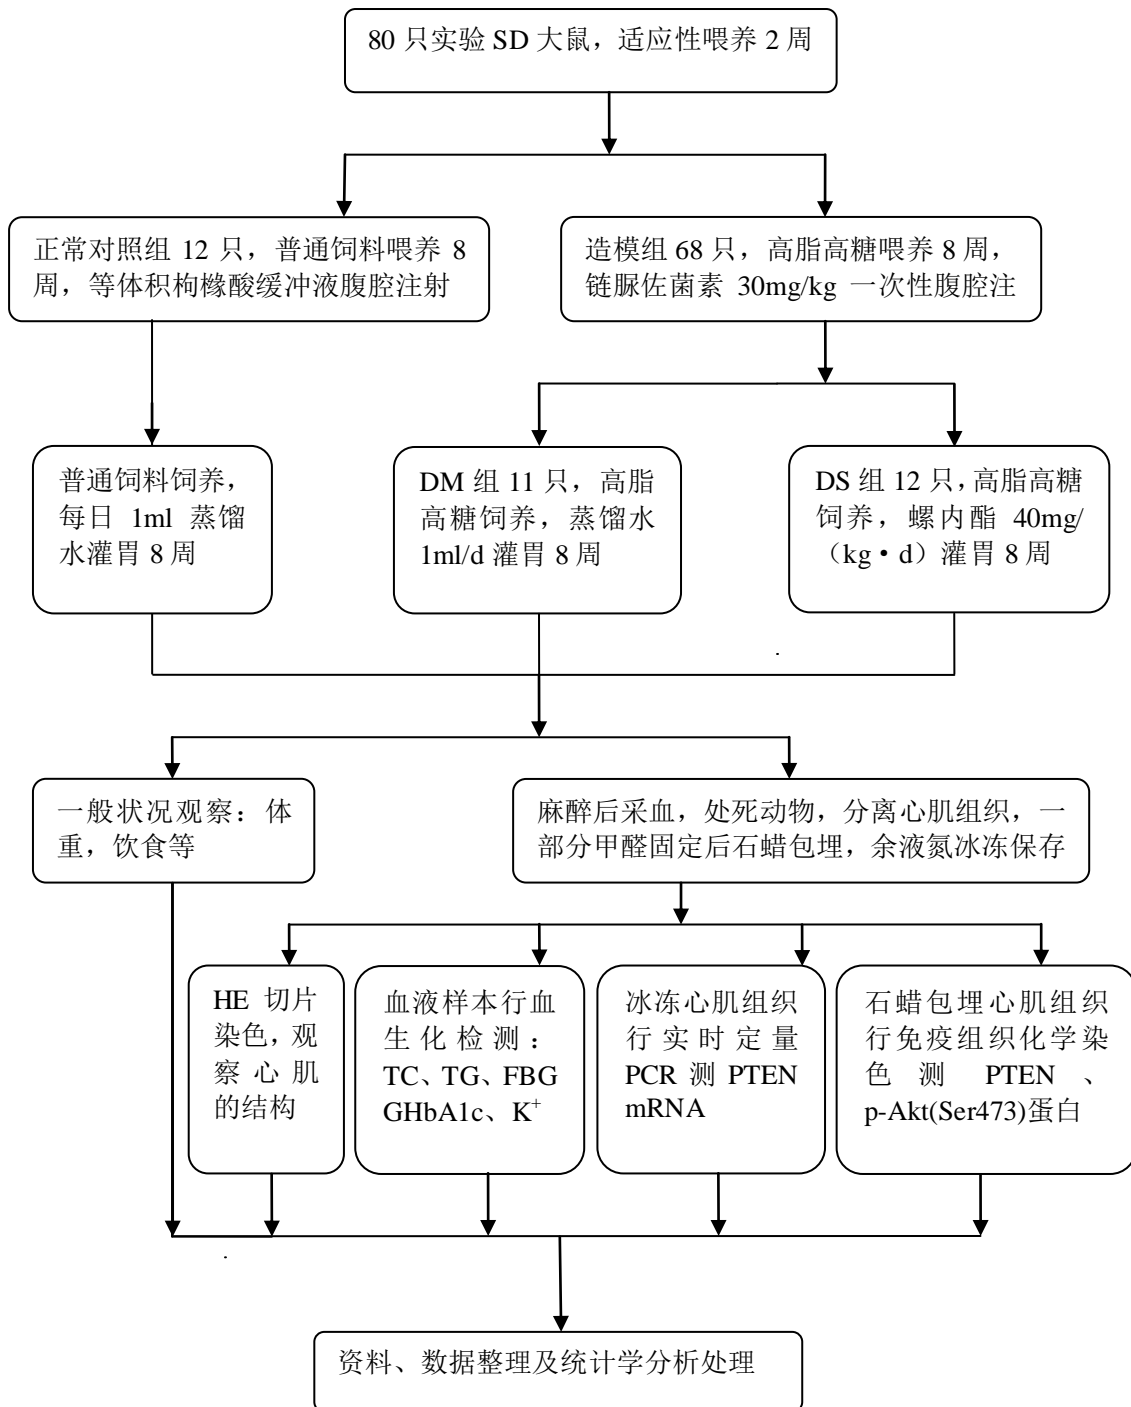 80 只实验 SD 大鼠，适应性喂养 2 周
正常对照组 12 只，普通饲料喂养 8
周，等体积枸橼酸缓冲液腹腔注射
造模组 68 只，高脂高糖喂养 8 周，
链脲佐菌素 30mg/kg 一次性腹腔注
普通饲料饲养，
每日 1ml 蒸馏
水灌胃 8 周
DM 组 11 只，高脂
高糖饲养，蒸馏水
1ml/d 灌胃 8 周
DS 组 12 只，高脂高糖
饲养，螺内酯 40mg/
（kg·d）灌胃 8 周
一般状况观察：体
重，饮食等
麻醉后采血，处死动物，分离心肌组织，一
部分甲醛固定后石蜡包埋，余液氮冰冻保存
HE 切片
染色，观
察心肌
的结构
血液样本行血
生化检测：
TC、TG、FBG
GHbA1c、K⁺
冰冻心肌组织
行实时定量
PCR 测 PTEN
mRNA
石蜡包埋心肌组织
行免疫组织化学染
色测 PTEN、
p-Akt(Ser473)蛋白
资料、数据整理及统计学分析处理